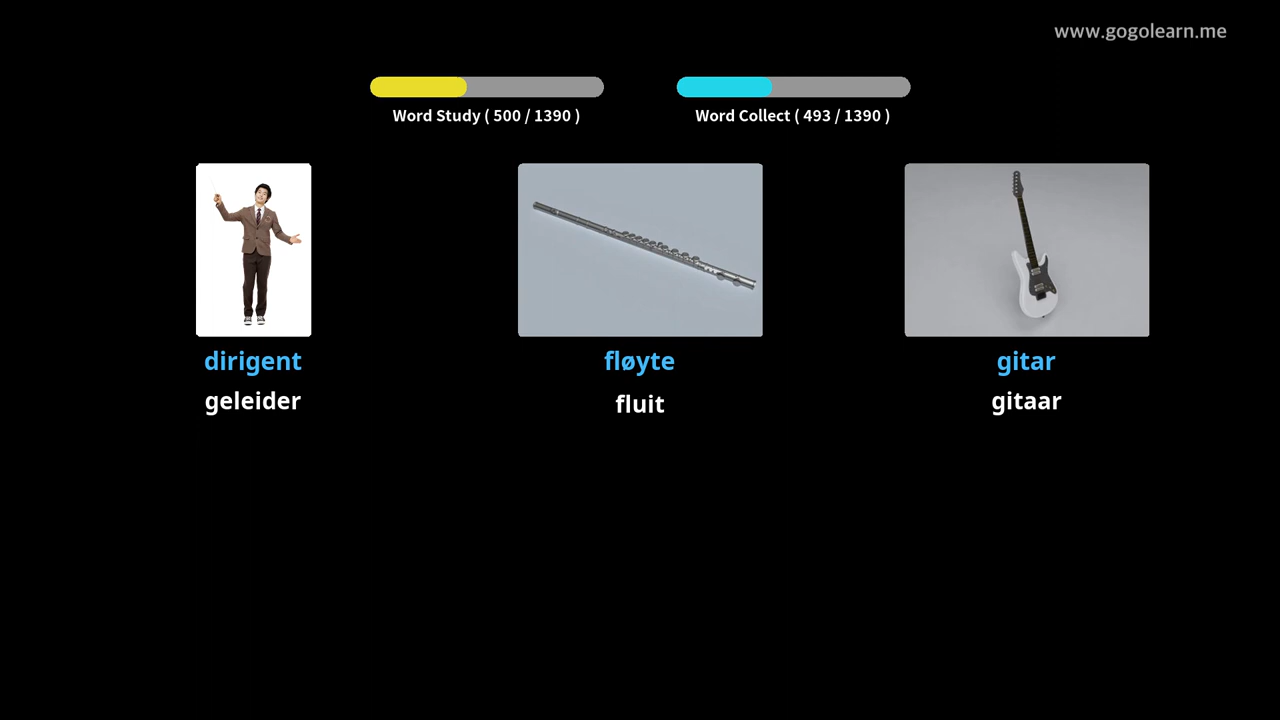 www.gogolearn.me
Word Study ( 500 / 1390 )
Word Collect ( 493 / 1390 )
dirigent
fløyte
gitar
geleider
fluit
gitaar